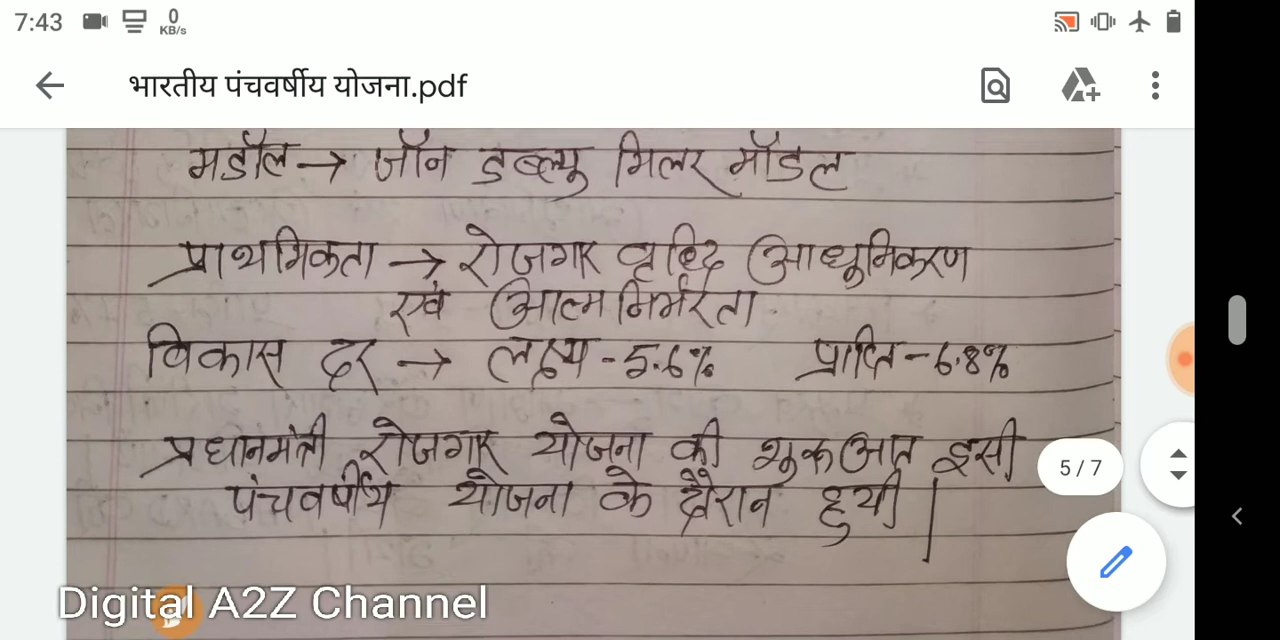 7:43 0 KB/s
भारतीय पंचवर्षीय योजना.pdf
मडॉल → जॉन डब्ल्यु मिलर मॉडल
प्राथमिकता → रोजगार वृध्दि आधुनिकरण
एवं आत्मनिर्भरता
विकास दर → लक्ष्य - 5.6% प्राप्ति - 6.8%
प्रधानमंत्री रोजगार योजना की शुरूआत इसी
पंचवर्षीय योजना के दौरान हुयी |
5 / 7
Digital A2Z Channel